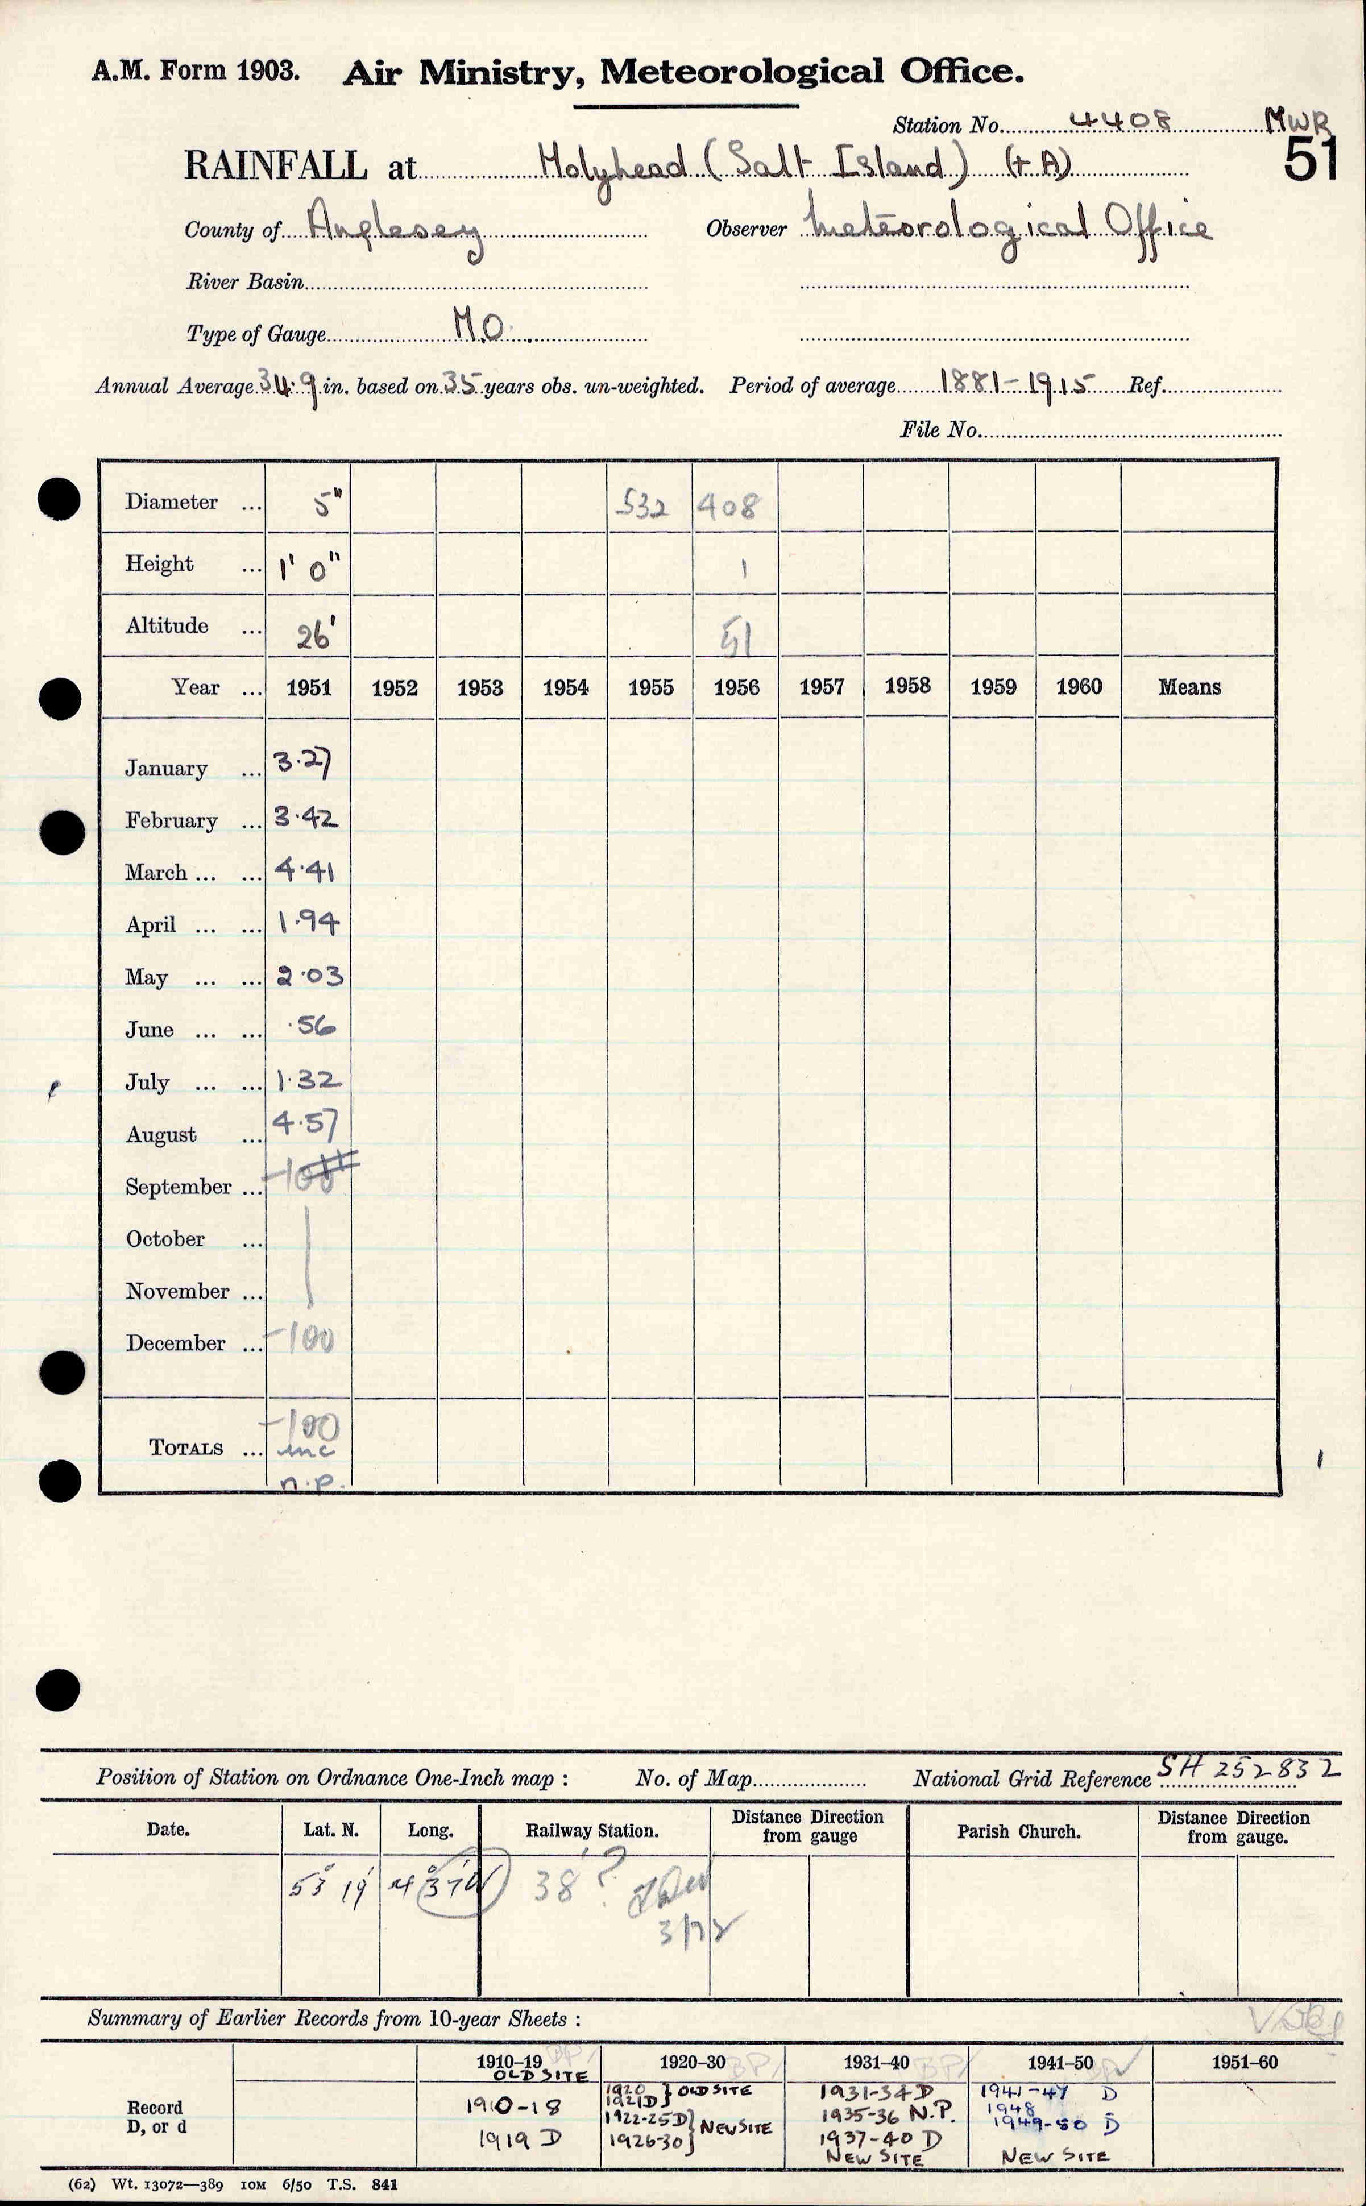 A.M. Form 1903. Air Ministry, Meteorological Office.
Station No. 4408 MWR
51
RAINFALL at Holyhead (Salt Island) (+ A)
County of Anglesey Observer Meteorological Office
River Basin
Type of Gauge M.O.
Annual Average 34.9 in. based on 35 years obs. un-weighted. Period of average 1881-1915 Ref.
File No.
Diameter ... 5" 532 408
Height ... 1' 0" 1
Altitude ... 26' 51
Year ... 1951 1952 1953 1954 1955 1956 1957 1958 1959 1960 Means
January ... 3.27
February ... 3.42
March ... ... 4.41
April ... ... 1.94
May ... ... 2.03
June ... ... .56
July ... ... 1.32
August ... 4.57
September ... -100
October ...
November ...
December ... -100
TOTALS ... -100
inc
n.p.
Position of Station on Ordnance One-Inch map : No. of Map National Grid Reference SH 252832
Date. Lat. N. Long. Railway Station. Distance Direction from gauge Parish Church. Distance Direction from gauge.
53° 19' 4° 37'W 38'?
3/72
Summary of Earlier Records from 10-year Sheets :
1910–19 1920–30 1931–40 1941–50 1951–60
OLD SITE
Record D, or d
1910-18
1919 D
1920
1921D } OLD SITE
1922-25D
1926-30 } NEW SITE
1931-34 D
1935-36 N.P.
1937-40 D
NEW SITE
1941-47 D
1948
1949-50 D
NEW SITE
(62) Wt. 13072—389 10M 6/50 T.S. 841